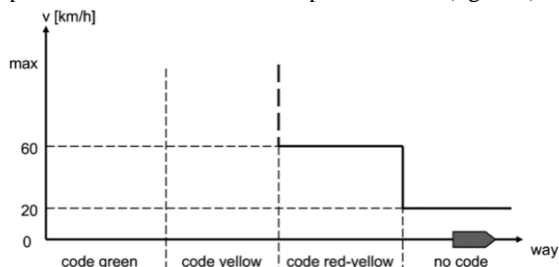 v [km/h]
max
60
20
0
way
code green
code yellow
code red-yellow
no code